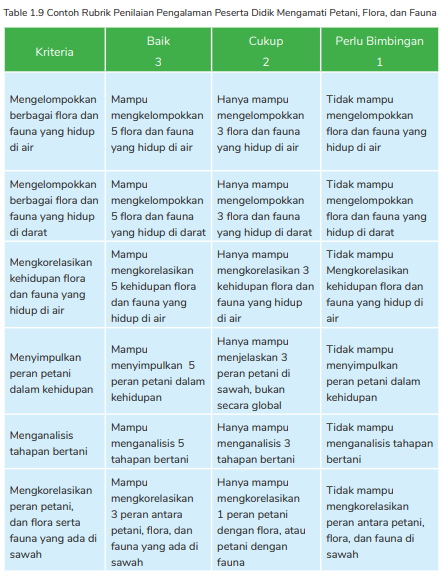 Table 1.9 Contoh Rubrik Penilaian Pengalaman Peserta Didik Mengamati Petani, Flora, dan Fauna
Kriteria
Baik
3
Cukup
2
Perlu Bimbingan
1
Mengelompokkan
berbagai flora dan
fauna yang hidup
di air
Mampu
mengkelompokkan
5 flora dan fauna
yang hidup di air
Hanya mampu
mengelompokkan
3 flora dan fauna
yang hidup di air
Tidak mampu
mengelompokkan
flora dan fauna yang
hidup di air
Mengelompokkan
berbagai flora dan
fauna yang hidup
di darat
Mampu
mengkelompokkan
5 flora dan fauna
yang hidup di darat
Hanya mampu
mengelompokkan
3 flora dan fauna
yang hidup di darat
Tidak mampu
mengelompokkan
flora dan fauna yang
hidup di darat
Mengkorelasikan
kehidupan flora
dan fauna yang
hidup di air
Mampu
mengkorelasikan
5 kehidupan flora
dan fauna yang
hidup di air
Hanya mampu
mengkorelasikan 3
kehidupan flora dan
fauna yang hidup
di air
Tidak mampu
Mengkorelasikan
kehidupan flora dan
fauna yang hidup di
air
Menyimpulkan
peran petani
dalam kehidupan
Mampu
menyimpulkan 5
peran petani dalam
kehidupan
Hanya mampu
menjelaskan 3
peran petani di
sawah, bukan
secara global
Tidak mampu
menyimpulkan
peran petani dalam
kehidupan
Menganalisis
tahapan bertani
Mampu
menganalisis 5
tahapan bertani
Hanya mampu
menganalisis 3
tahapan bertani
Tidak mampu
menganalisis tahapan
bertani
Mengkorelasikan
peran petani,
dan flora serta
fauna yang ada di
sawah
Mampu
mengkorelasikan
3 peran antara
petani, flora, dan
fauna yang ada di
sawah
Hanya mampu
mengkorelasikan
1 peran petani
dengan flora, atau
petani dengan
fauna
Tidak mampu
mengkorelasikan
peran antara petani,
flora, dan fauna di
sawah